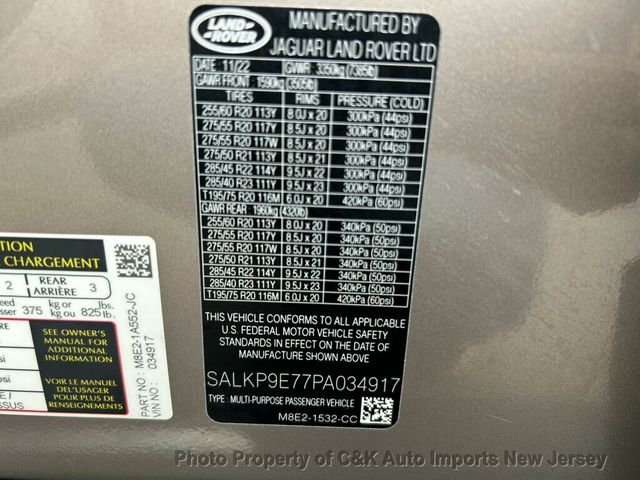 LAND
ROVER
MANUFACTURED BY
JAGUAR LAND ROVER LTD
DATE 11/22 GVWR 3350kg (7385lb)
GAWR FRONT 1590kg (3505lb)
TIRES RIMS PRESSURE (COLD)
255/60 R20 113Y 8.0J x 20 300kPa (44psi)
275/55 R20 117Y 8.5J x 20 300kPa (44psi)
275/55 R20 117W 8.5J x 20 300kPa (44psi)
275/50 R21 113Y 8.5J x 21 300kPa (44psi)
285/45 R22 114Y 9.5J x 22 300kPa (44psi)
285/40 R23 111Y 9.5J x 23 300kPa (44psi)
T195/75 R20 116M 6.0J x 20 420kPa (60psi)
GAWR REAR 1960kg (4320lb)
255/60 R20 113Y 8.0J x 20 340kPa (50psi)
275/55 R20 117Y 8.5J x 20 340kPa (50psi)
275/55 R20 117W 8.5J x 20 340kPa (50psi)
275/50 R21 113Y 8.5J x 21 340kPa (50psi)
285/45 R22 114Y 9.5J x 22 340kPa (50psi)
285/40 R23 111Y 9.5J x 23 340kPa (50psi)
T195/75 R20 116M 6.0J x 20 420kPa (60psi)
THIS VEHICLE CONFORMS TO ALL APPLICABLE
U.S. FEDERAL MOTOR VEHICLE SAFETY
STANDARDS IN EFFECT ON THE DATE OF
MANUFACTURE SHOWN ABOVE
SALKP9E77PA034917
TYPE: MULTI-PURPOSE PASSENGER VEHICLE
M8E2-1532-CC
CHARGEMENT
2 REAR ARRIÈRE 3
375 kg or ou 825 lbs. lb.
SEE OWNER'S
MANUAL FOR
ADDITIONAL
INFORMATION
VOIR LE MANUEL
DEL'USAGER
POUR PLUS DE
RENSEIGNEMENTS
PART NO: M8E2-1A552-JC
VIN NO: 034917
Photo Property of C&K Auto Imports New Jersey